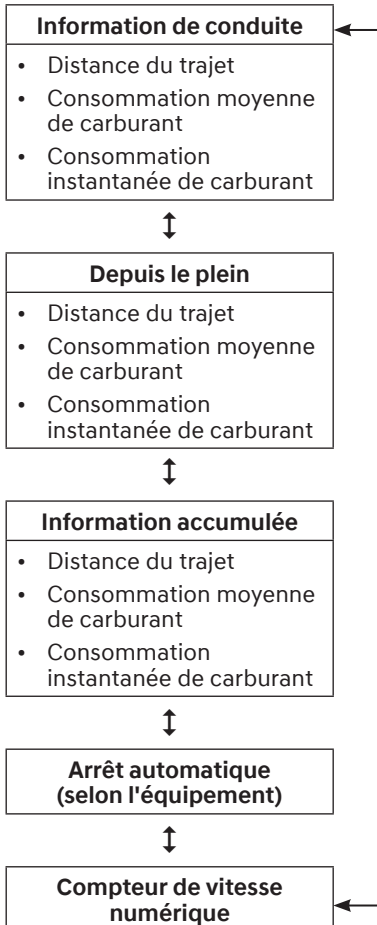 Information de conduite
• Distance du trajet
• Consommation moyenne
de carburant
• Consommation
instantanée de carburant
Depuis le plein
• Distance du trajet
• Consommation moyenne
de carburant
• Consommation
instantanée de carburant
Information accumulée
• Distance du trajet
• Consommation moyenne
de carburant
• Consommation
instantanée de carburant
Arrêt automatique
(selon l'équipement)
Compteur de vitesse
numérique